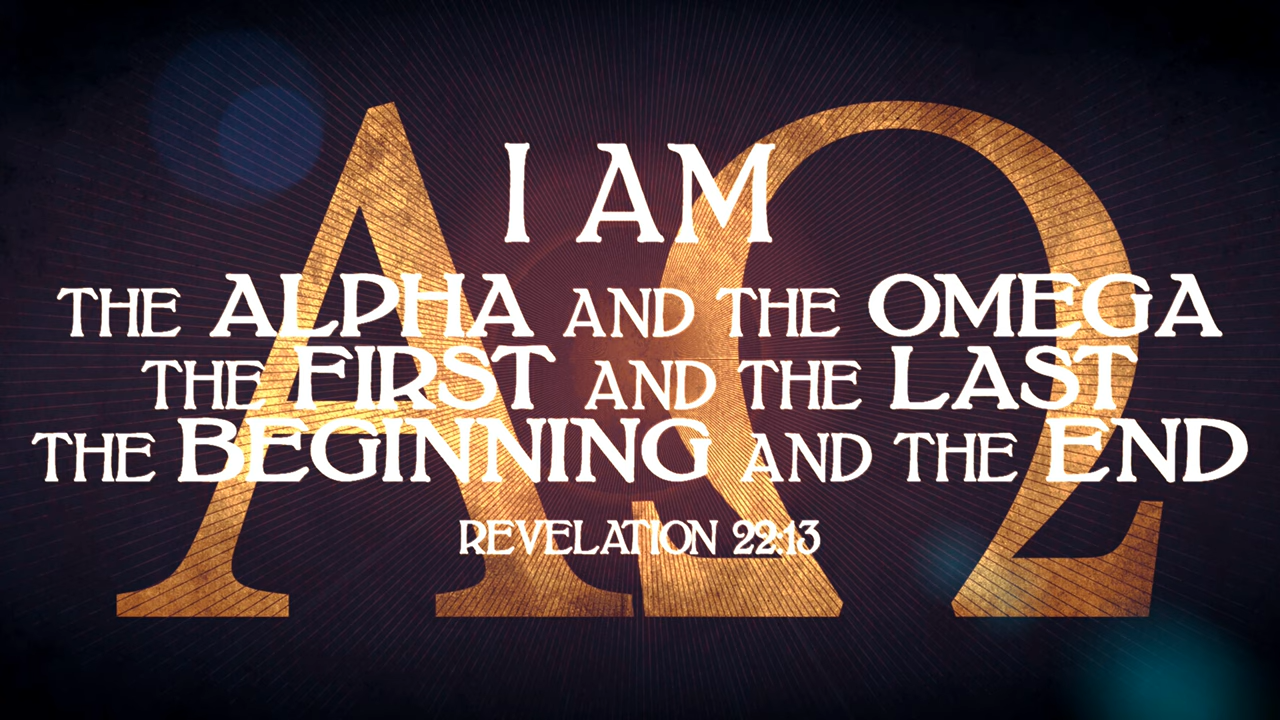 ΑΩ
I AM
THE ALPHA AND THE OMEGA
THE FIRST AND THE LAST
THE BEGINNING AND THE END
REVELATION 22:13